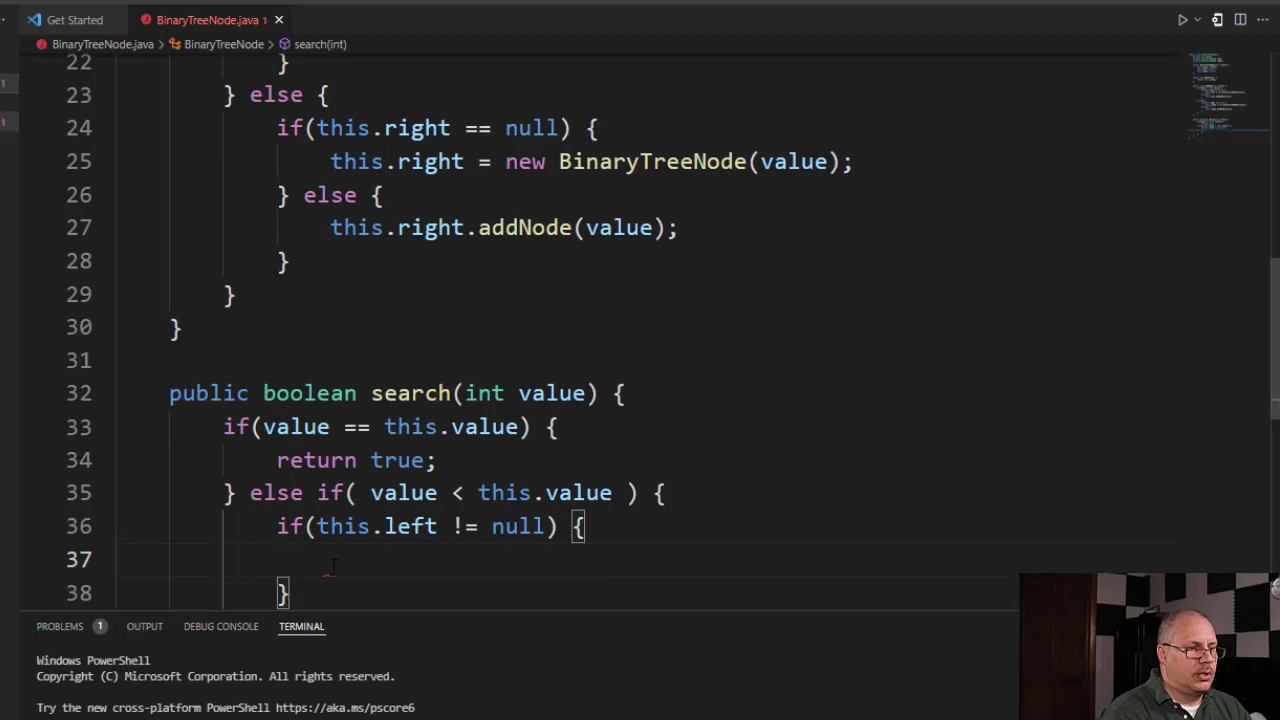 Get Started
BinaryTreeNode.java 1
BinaryTreeNode.java > BinaryTreeNode > search(int)
22 }
23 } else {
24 if(this.right == null) {
25 this.right = new BinaryTreeNode(value);
26 } else {
27 this.right.addNode(value);
28 }
29 }
30 }
31
32 public boolean search(int value) {
33 if(value == this.value) {
34 return true;
35 } else if( value < this.value ) {
36 if(this.left != null) {
37
38 }
PROBLEMS 1 OUTPUT DEBUG CONSOLE TERMINAL
Windows PowerShell
Copyright (C) Microsoft Corporation. All rights reserved.
Try the new cross-platform PowerShell https://aka.ms/pscore6